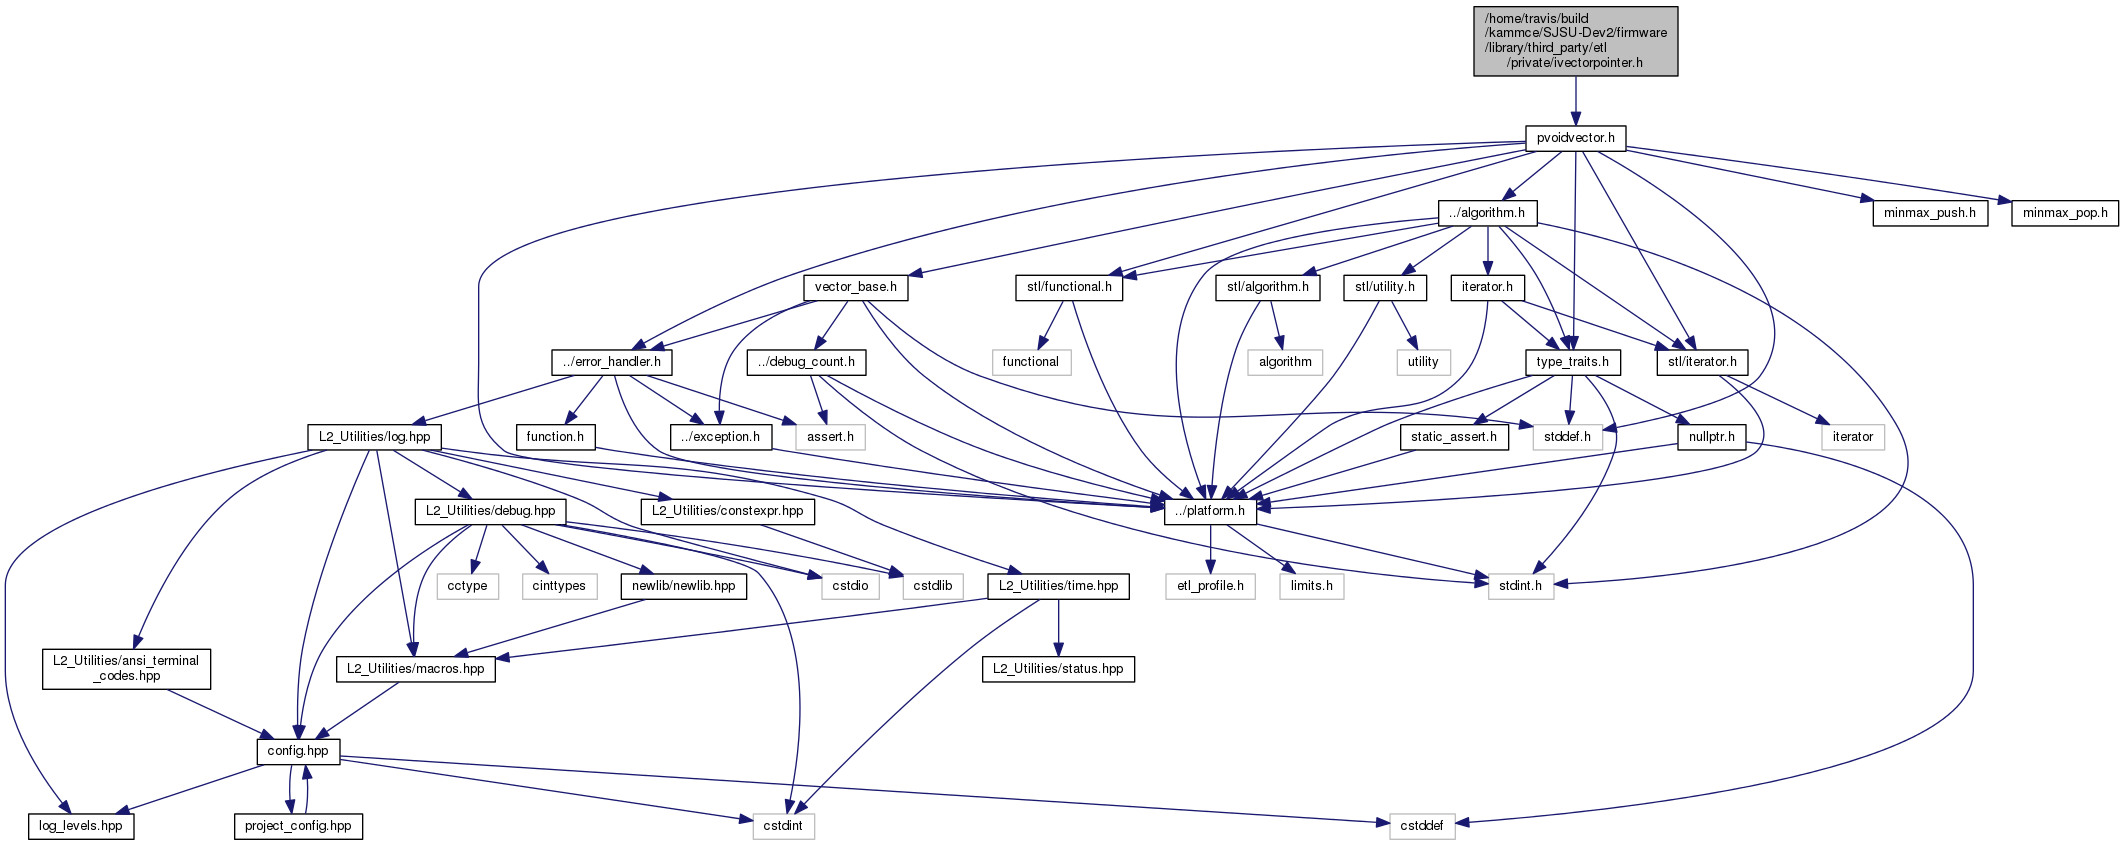 /home/travis/build
/kammce/SJSU-Dev2/firmware
/library/third_party/etl
/private/ivectorpointer.h
pvoidvector.h
../algorithm.h
minmax_push.h
minmax_pop.h
vector_base.h
stl/functional.h
stl/algorithm.h
stl/utility.h
iterator.h
../error_handler.h
../debug_count.h
functional
algorithm
utility
type_traits.h
stl/iterator.h
L2_Utilities/log.hpp
function.h
../exception.h
assert.h
static_assert.h
stddef.h
nullptr.h
iterator
L2_Utilities/debug.hpp
L2_Utilities/constexpr.hpp
../platform.h
cctype
cinttypes
newlib/newlib.hpp
cstdio
cstdlib
L2_Utilities/time.hpp
etl_profile.h
limits.h
stdint.h
L2_Utilities/ansi_terminal
_codes.hpp
L2_Utilities/macros.hpp
L2_Utilities/status.hpp
config.hpp
log_levels.hpp
project_config.hpp
cstdint
cstddef